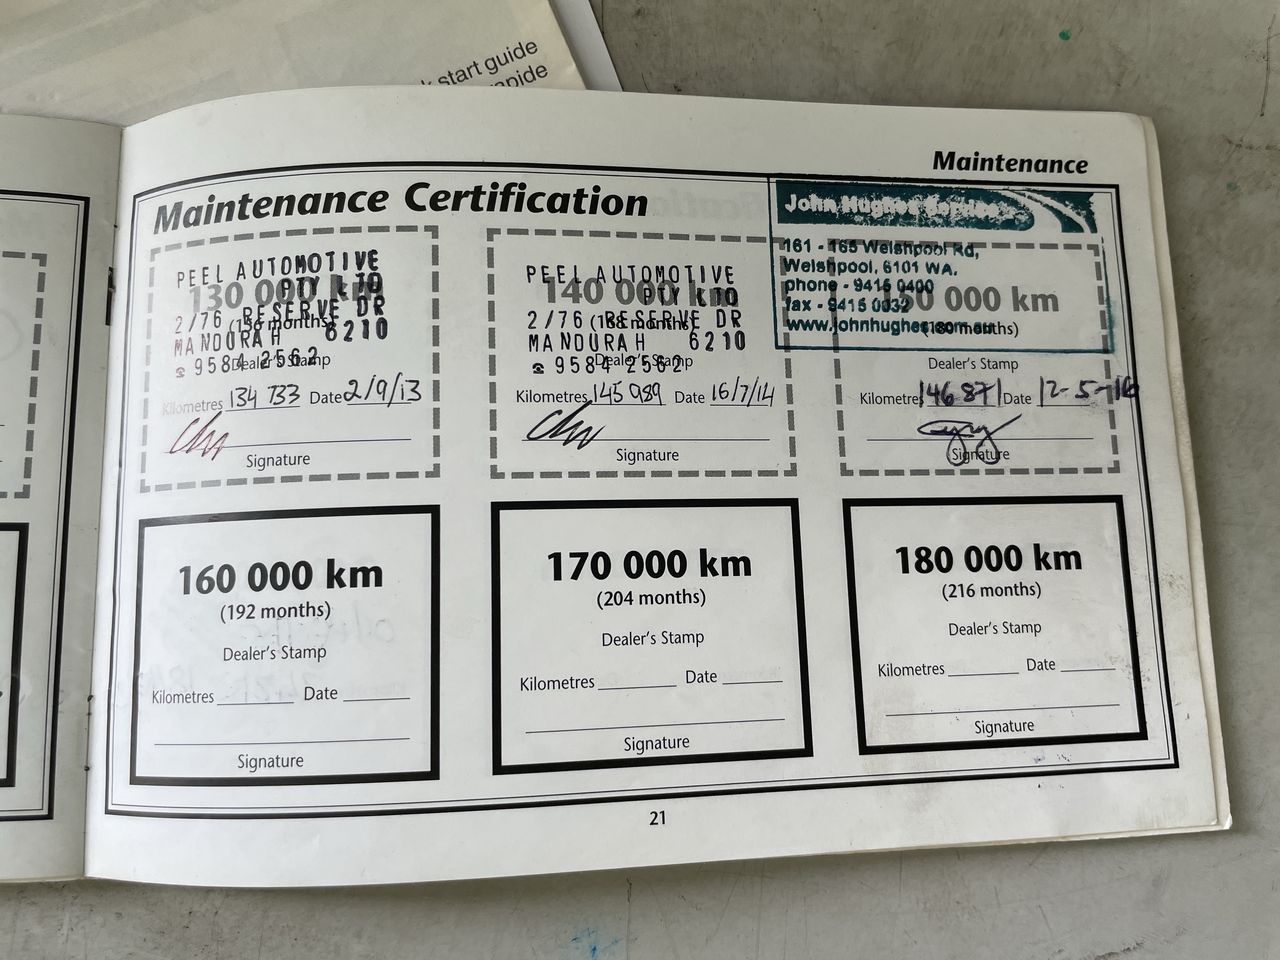 start guide
Maintenance
Maintenance Certification
PEEL AUTOMOTIVE
PTY LTD
130 000 km
2/76 RESERVE DR
(156 months)
MANDURAH 6210
☎ 9584 2562
Dealer's Stamp
Kilometres 134 733 Date 2/9/13
Signature
PEEL AUTOMOTIVE
PTY LTD
140 000 km
2/76 RESERVE DR
(168 months)
MANDURAH 6210
☎ 9584 2562
Dealer's Stamp
Kilometres 145 989 Date 16/7/14
Signature
John Hughes Service
161 - 165 Welshpool Rd,
Welshpool, 6101 WA.
phone - 9415 0400
150 000 km
fax - 9415 0032
www.johnhughes.com.au
(180 months)
Dealer's Stamp
Kilometres 146 871 Date 12-5-16
Signature
160 000 km
(192 months)
Dealer's Stamp
Kilometres Date
Signature
170 000 km
(204 months)
Dealer's Stamp
Kilometres Date
Signature
180 000 km
(216 months)
Dealer's Stamp
Kilometres Date
Signature
21